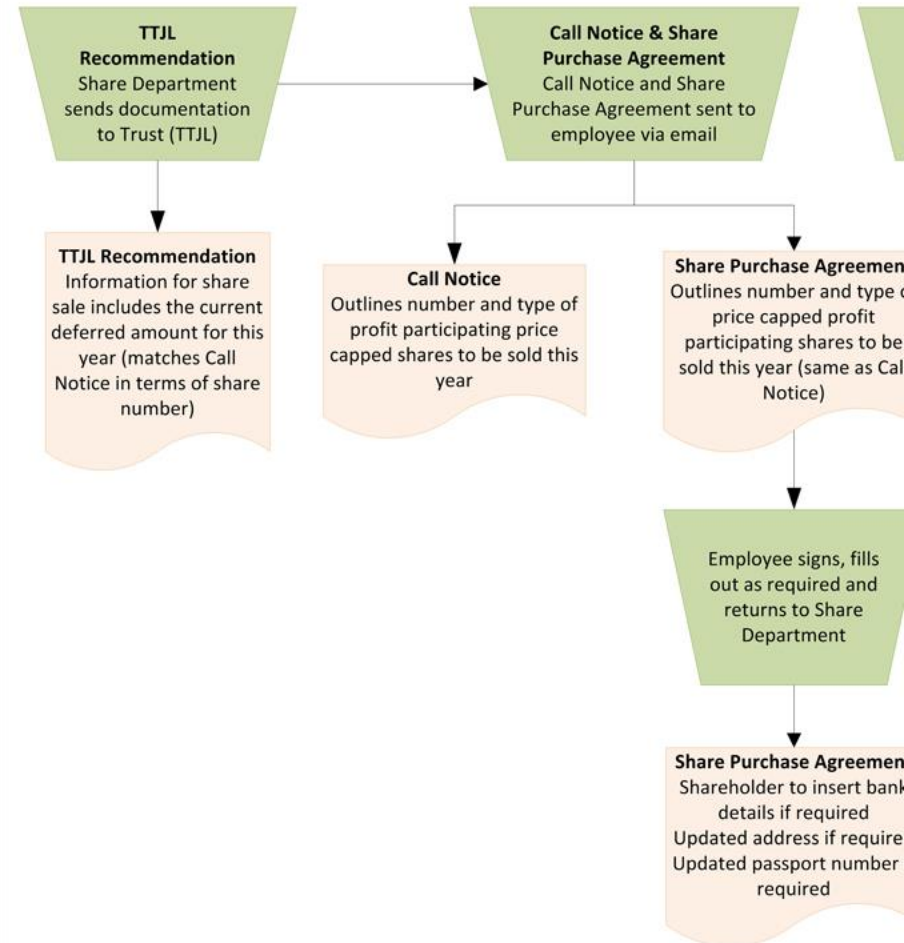 TTJL
Recommendation
Share Department
sends documentation
to Trust (TTJL)
Call Notice & Share
Purchase Agreement
Call Notice and Share
Purchase Agreement sent to
employee via email
TTJL Recommendation
Information for share
sale includes the current
deferred amount for this
year (matches Call
Notice in terms of share
number)
Call Notice
Outlines number and type of
profit participating price
capped shares to be sold this
year
Share Purchase Agreemen
Outlines number and type
price capped profit
participating shares to be
sold this year (same as Cal
Notice)
Employee signs, fills
out as required and
returns to Share
Department
Share Purchase Agreemen
Shareholder to insert bank
details if required
Updated address if require
Updated passport number
required